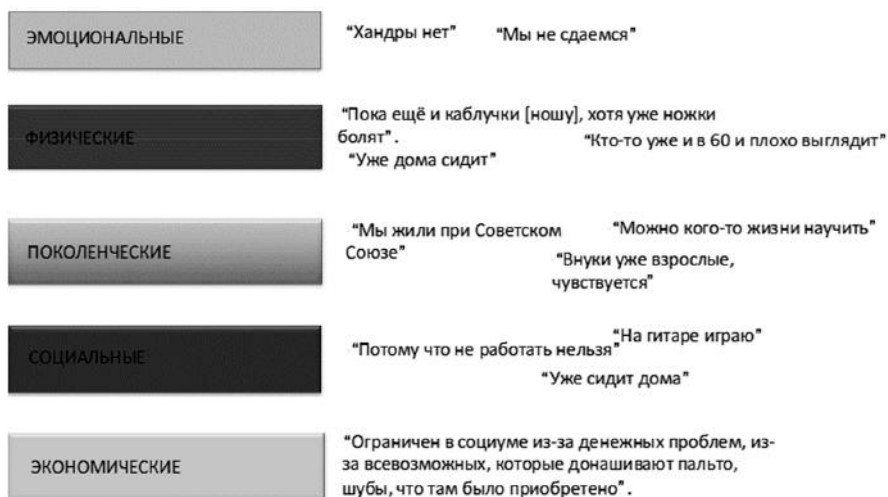 ЭМОЦИОНАЛЬНЫЕ
“Хандры нет” “Мы не сдаемся”
ФИЗИЧЕСКИЕ
“Пока ещё и каблучки [ношу], хотя уже ножки
болят”.
“Кто-то уже и в 60 и плохо выглядит”
“Уже дома сидит”
ПОКОЛЕНЧЕСКИЕ
“Мы жили при Советском
Союзе”
“Можно кого-то жизни научить”
“Внуки уже взрослые,
чувствуется”
СОЦИАЛЬНЫЕ
“Потому что не работать нельзя”
“На гитаре играю”
“Уже сидит дома”
ЭКОНОМИЧЕСКИЕ
“Ограничен в социуме из-за денежных проблем, из-
за всевозможных, которые донашивают пальто,
шубы, что там было приобретено”.